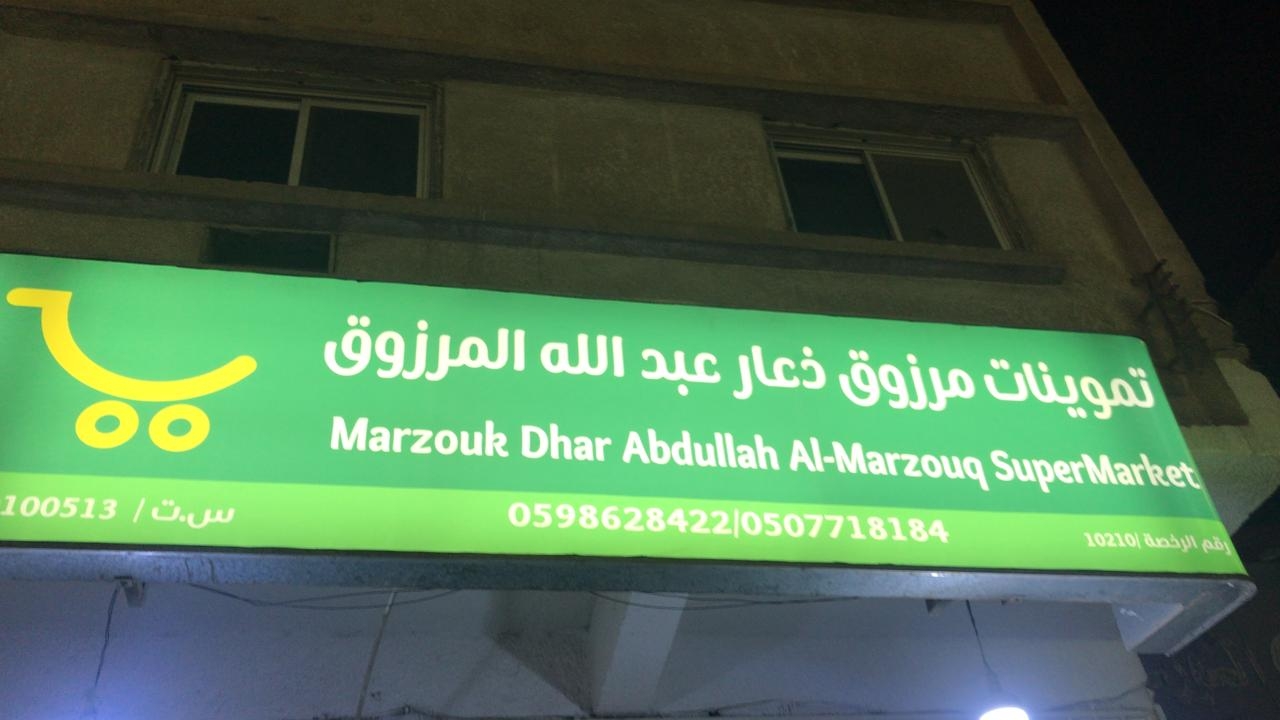 تموينات مرزوق ذعار عبد الله المرزوق
Marzouk Dhar Abdullah Al-Marzouq SuperMarket
س.ت / 100513
0598628422|0507718184
رقم الرخصة |10210